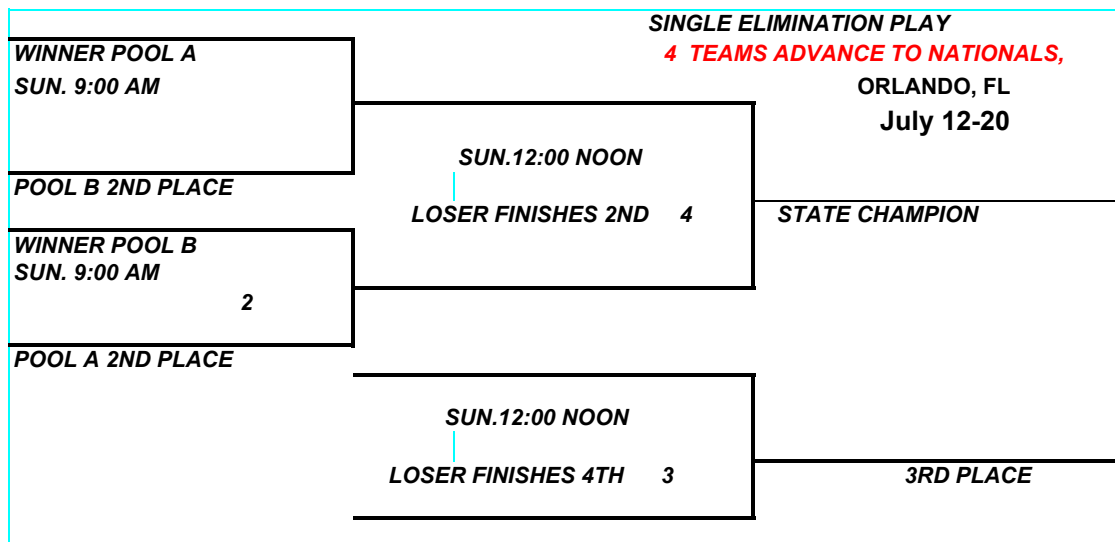 SINGLE ELIMINATION PLAY
WINNER POOL A
4 TEAMS ADVANCE TO NATIONALS,
SUN. 9:00 AM
ORLANDO, FL
July 12-20
SUN.12:00 NOON
POOL B 2ND PLACE
LOSER FINISHES 2ND 4
STATE CHAMPION
WINNER POOL B
SUN. 9:00 AM
2
POOL A 2ND PLACE
SUN.12:00 NOON
LOSER FINISHES 4TH 3
3RD PLACE